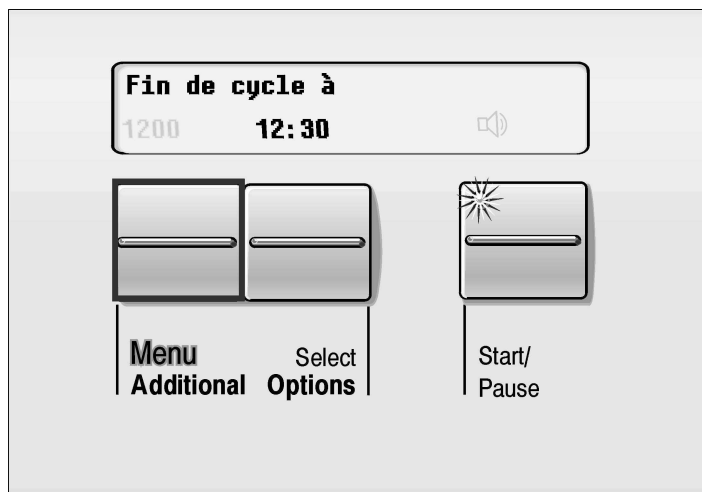 Fin de cycle à
1200 12:30
Menu Select Start/
Additional Options Pause